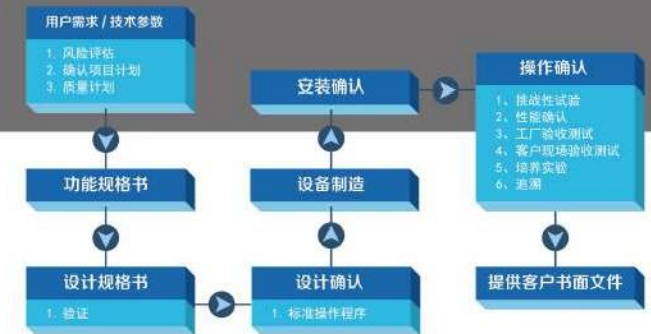 用户需求 / 技术参数
1. 风险评估
2. 确认项目计划
3. 质量计划
功能规格书
设计规格书
1. 验证
设计确认
1. 标准操作程序
设备制造
安装确认
操作确认
1、挑战性试验
2、性能确认
3、工厂验收测试
4、客户现场验收测试
5、培养实验
6、追溯
提供客户书面文件